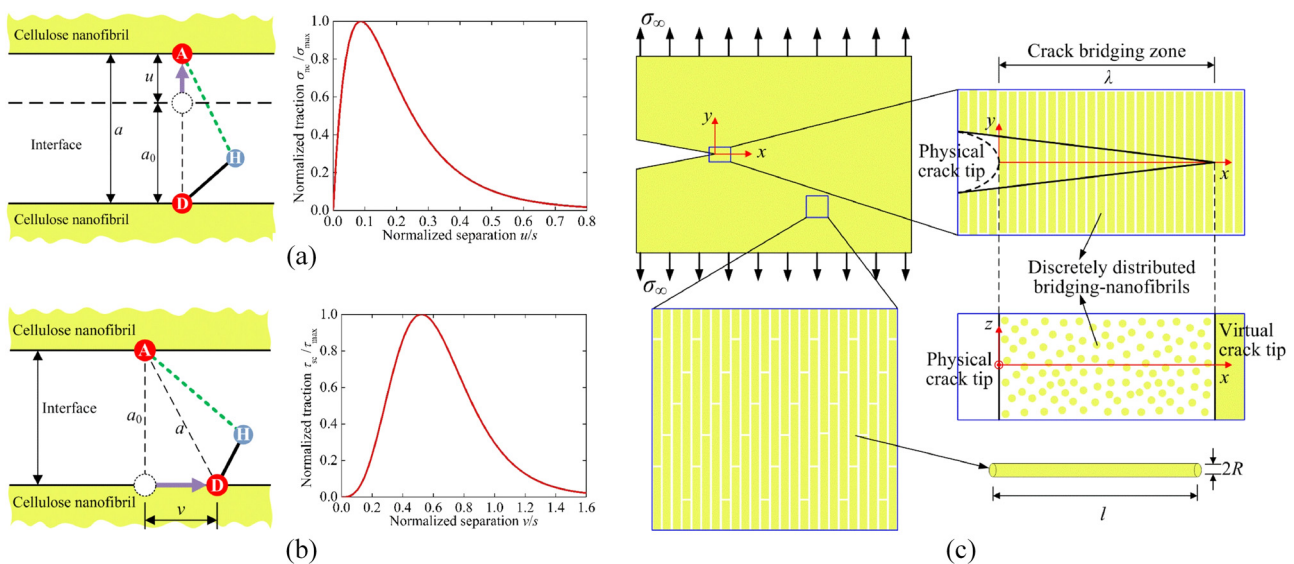 Cellulose nanofibril
A
u
a
Interface
a₀
H
D
Cellulose nanofibril
Normalized traction σnc/σmax
1.0
0.8
0.6
0.4
0.2
0.0
0.0 0.1 0.2 0.3 0.4 0.5 0.6 0.7 0.8
Normalized separation u/s
(a)
Cellulose nanofibril
A
Interface
a₀
a
H
D
Cellulose nanofibril
v
Normalized traction τsc/τmax
1.0
0.8
0.6
0.4
0.2
0.0
0.0 0.2 0.4 0.6 0.8 1.0 1.2 1.4 1.6
Normalized separation v/s
(b)
σ∞
y
x
σ∞
Crack bridging zone
λ
y
Physical
crack tip
x
Discretely distributed
bridging-nanofibrils
z
Virtual
crack tip
Physical
crack tip
x
2R
l
(c)